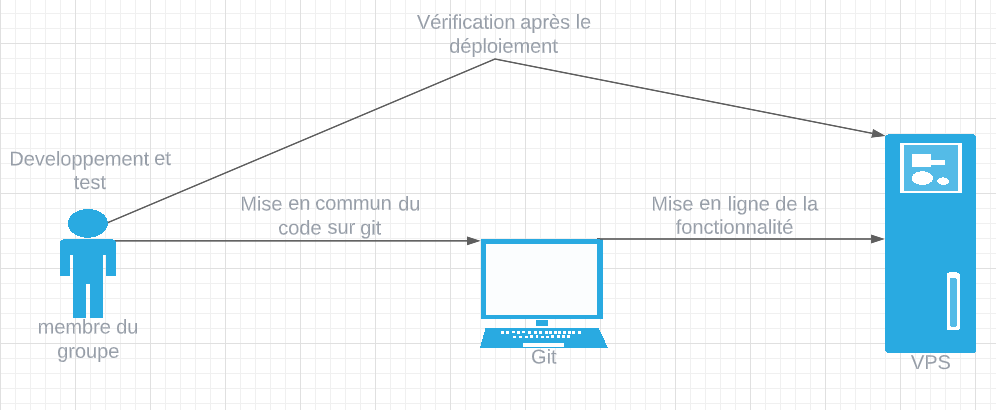 Vérification après le
déploiement
Developpement et
test
Mise en commun du
code sur git
Mise en ligne de la
fonctionnalité
membre du
groupe
Git
VPS